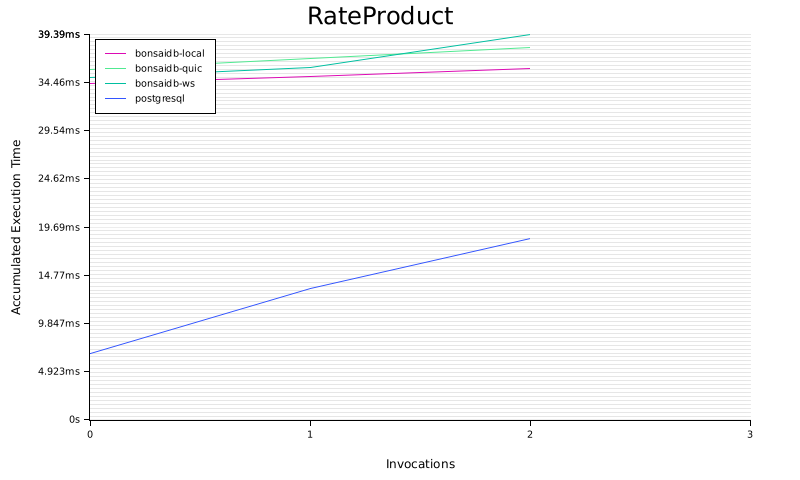 RateProduct
39.39ms
34.46ms
29.54ms
24.62ms
19.69ms
14.77ms
9.847ms
4.923ms
0s
bonsaidb-local
bonsaidb-quic
bonsaidb-ws
postgresql
Accumulated Execution Time
0
1
2
3
Invocations